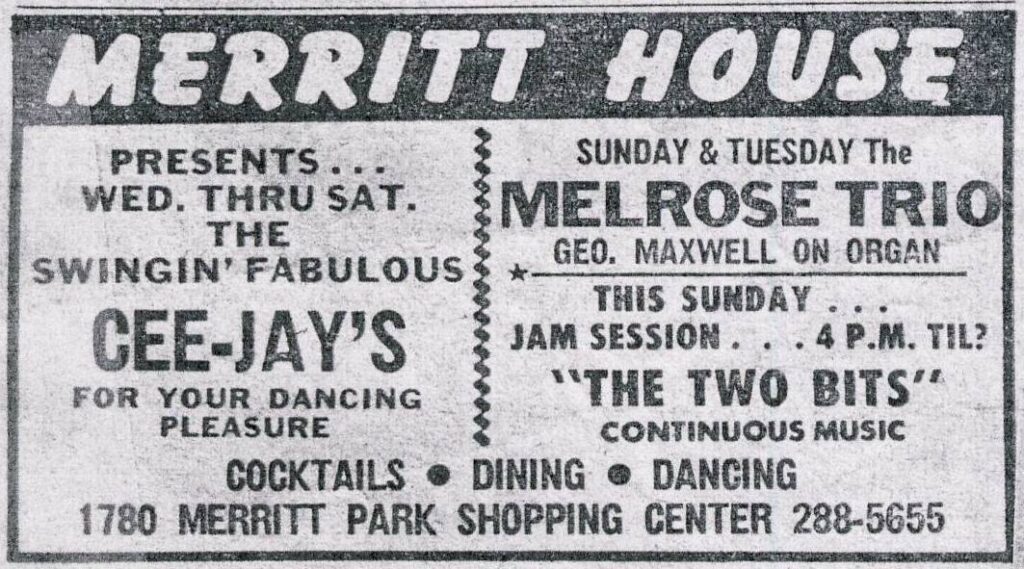 MERRITT HOUSE
PRESENTS...
WED. THRU SAT.
THE
SWINGIN' FABULOUS
CEE-JAY'S
FOR YOUR DANCING
PLEASURE
SUNDAY & TUESDAY The
MELROSE TRIO
GEO. MAXWELL ON ORGAN
THIS SUNDAY...
JAM SESSION... 4 P.M. TIL?
"THE TWO BITS"
CONTINUOUS MUSIC
COCKTAILS • DINING • DANCING
1780 MERRITT PARK SHOPPING CENTER 288-5655